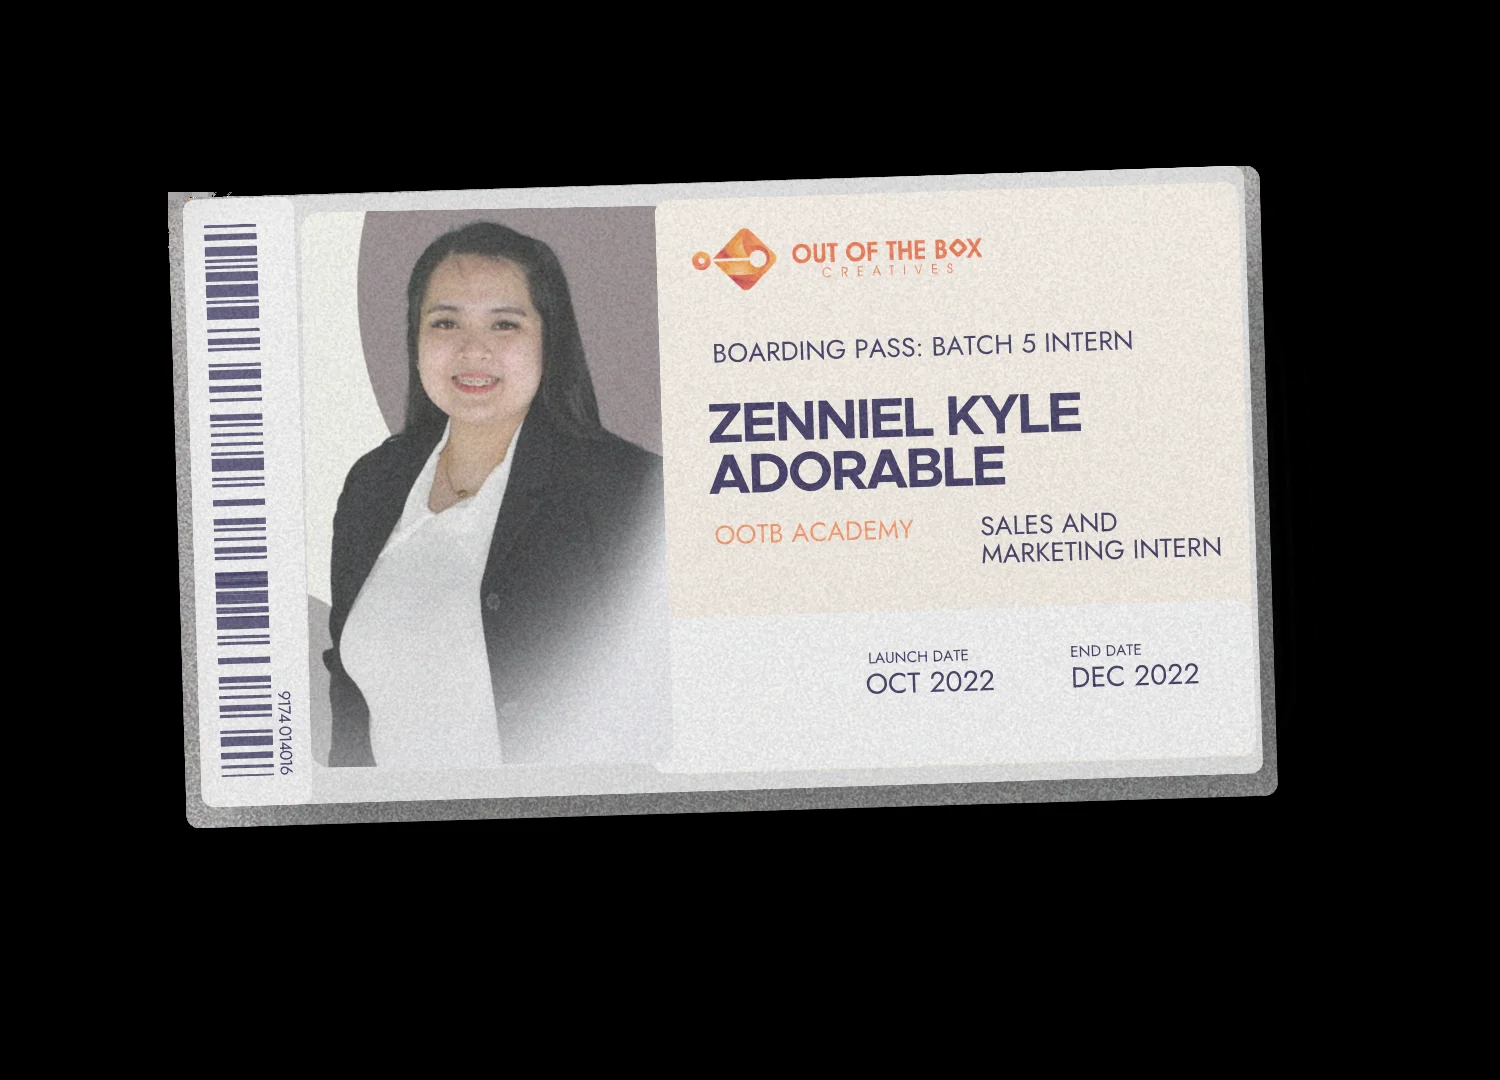 OUT OF THE BOX
CREATIVES
BOARDING PASS: BATCH 5 INTERN
ZENNIEL KYLE
ADORABLE
OOTB ACADEMY
SALES AND
MARKETING INTERN
LAUNCH DATE
OCT 2022
END DATE
DEC 2022
9174 014016